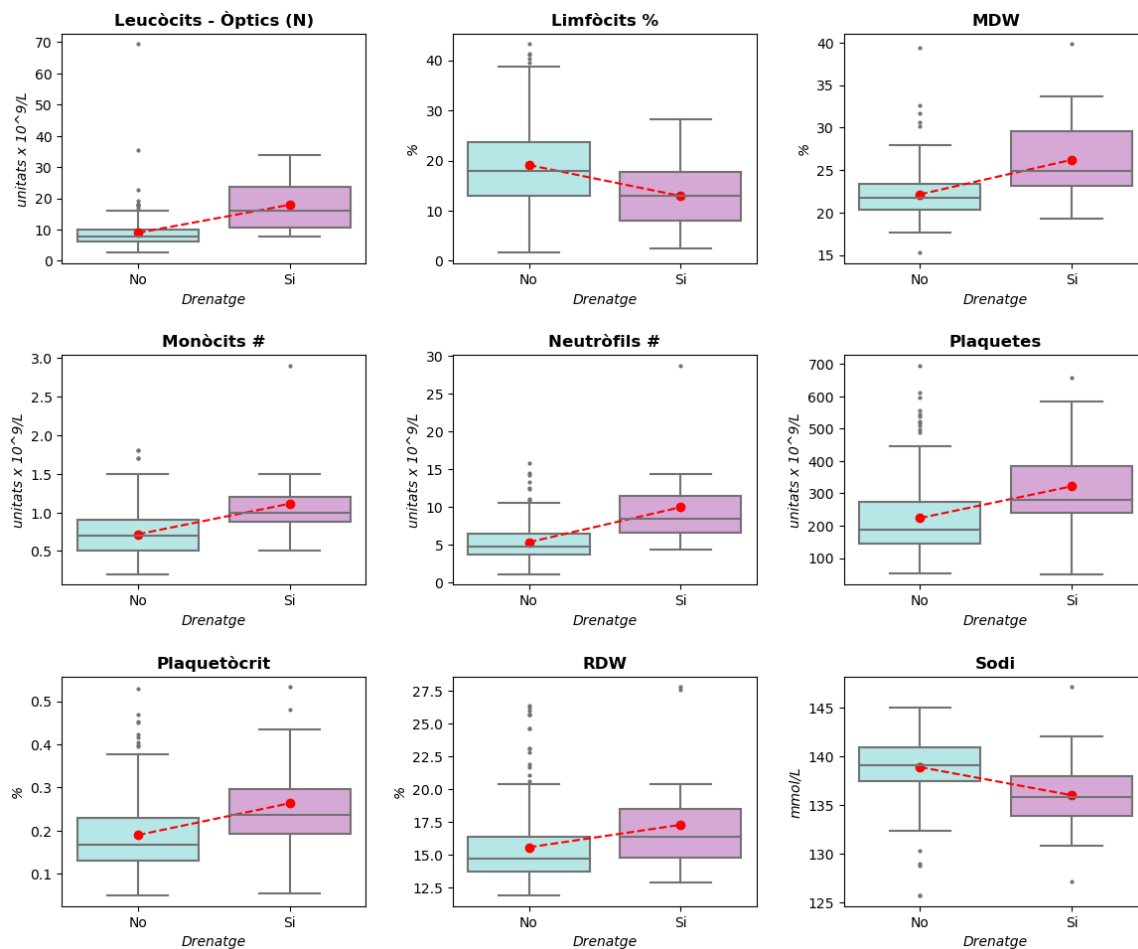 Leucòcits - Òptics (N)
unitats x 10^9/L
70
60
50
40
30
20
10
0
No
Si
Drenatge
Limfòcits %
%
40
30
20
10
0
No
Si
Drenatge
MDW
%
40
35
30
25
20
15
No
Si
Drenatge
Monòcits #
unitats x 10^9/L
3.0
2.5
2.0
1.5
1.0
0.5
No
Si
Drenatge
Neutròfils #
unitats x 10^9/L
30
25
20
15
10
5
0
No
Si
Drenatge
Plaquetes
unitats x 10^9/L
700
600
500
400
300
200
100
No
Si
Drenatge
Plaquetòcrit
%
0.5
0.4
0.3
0.2
0.1
No
Si
Drenatge
RDW
%
27.5
25.0
22.5
20.0
17.5
15.0
12.5
No
Si
Drenatge
Sodi
mmol/L
145
140
135
130
125
No
Si
Drenatge